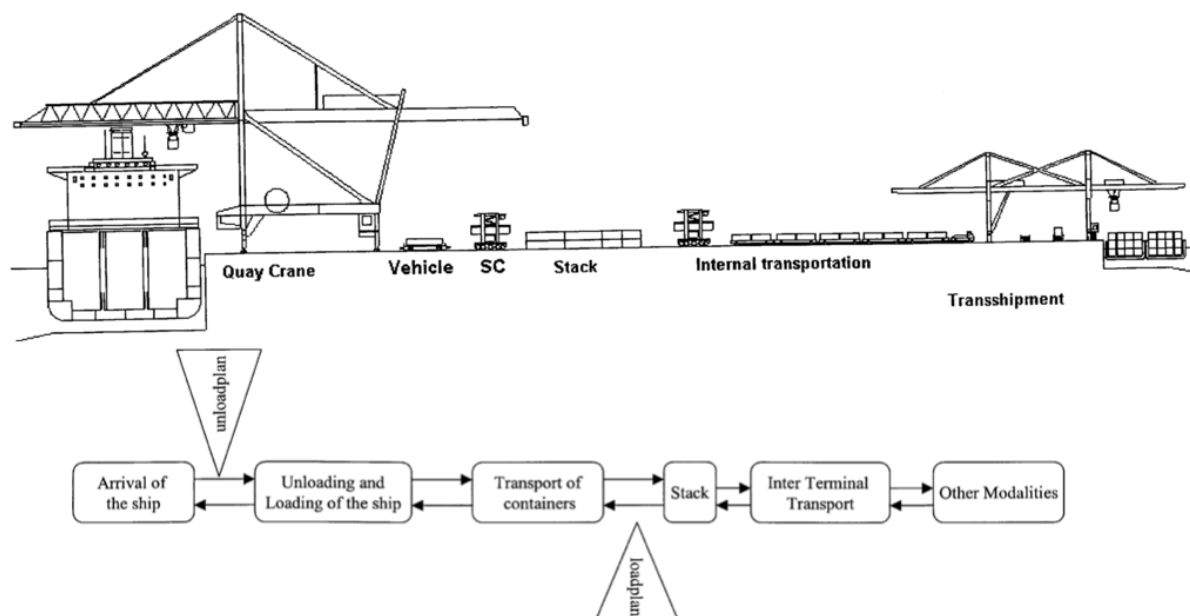 Quay Crane
Vehicle
SC
Stack
Internal transportation
Transshipment
unloadplan
Arrival of
the ship
Unloading and
Loading of the ship
Transport of
containers
Stack
Inter Terminal
Transport
Other Modalities
loadplan